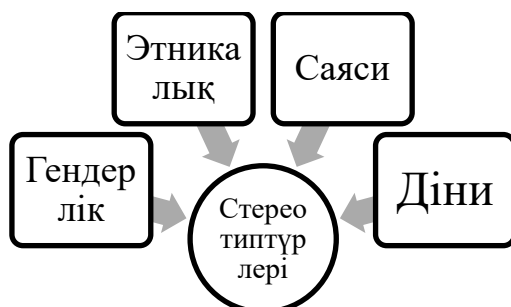 Этника
лық
Саяси
Гендер
лік
Діни
Стерео
типтүр
лері